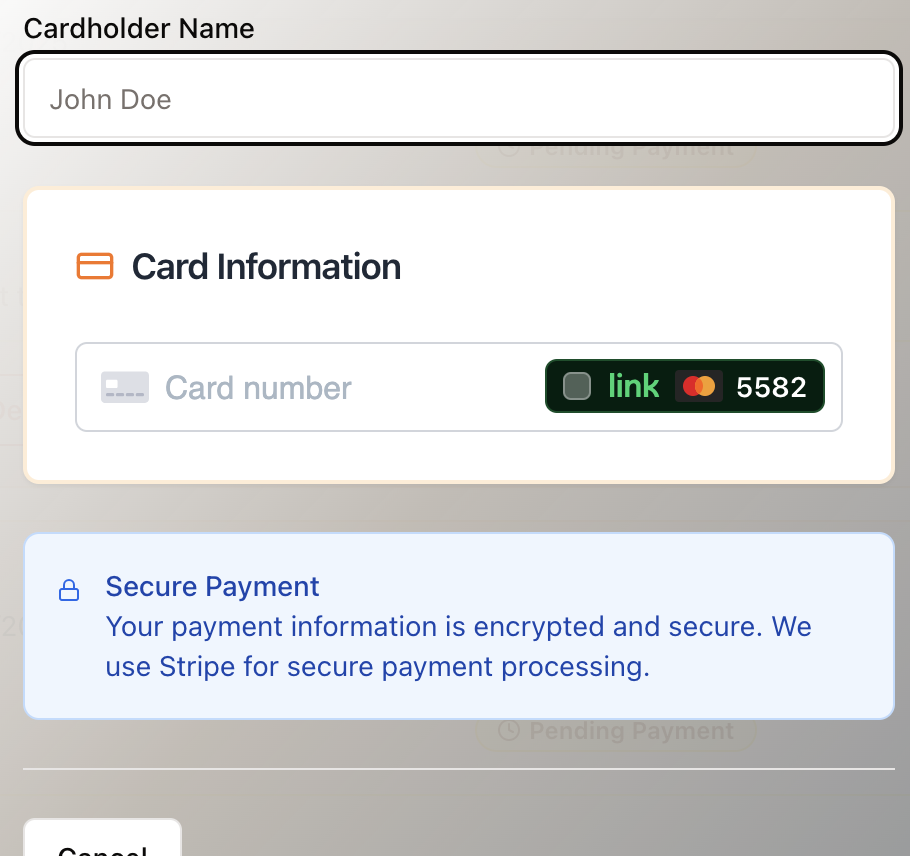 Cardholder Name
John Doe
Pending Payment
Card Information
Card number
link 5582
Secure Payment
Your payment information is encrypted and secure. We
use Stripe for secure payment processing.
Pending Payment
Cancel